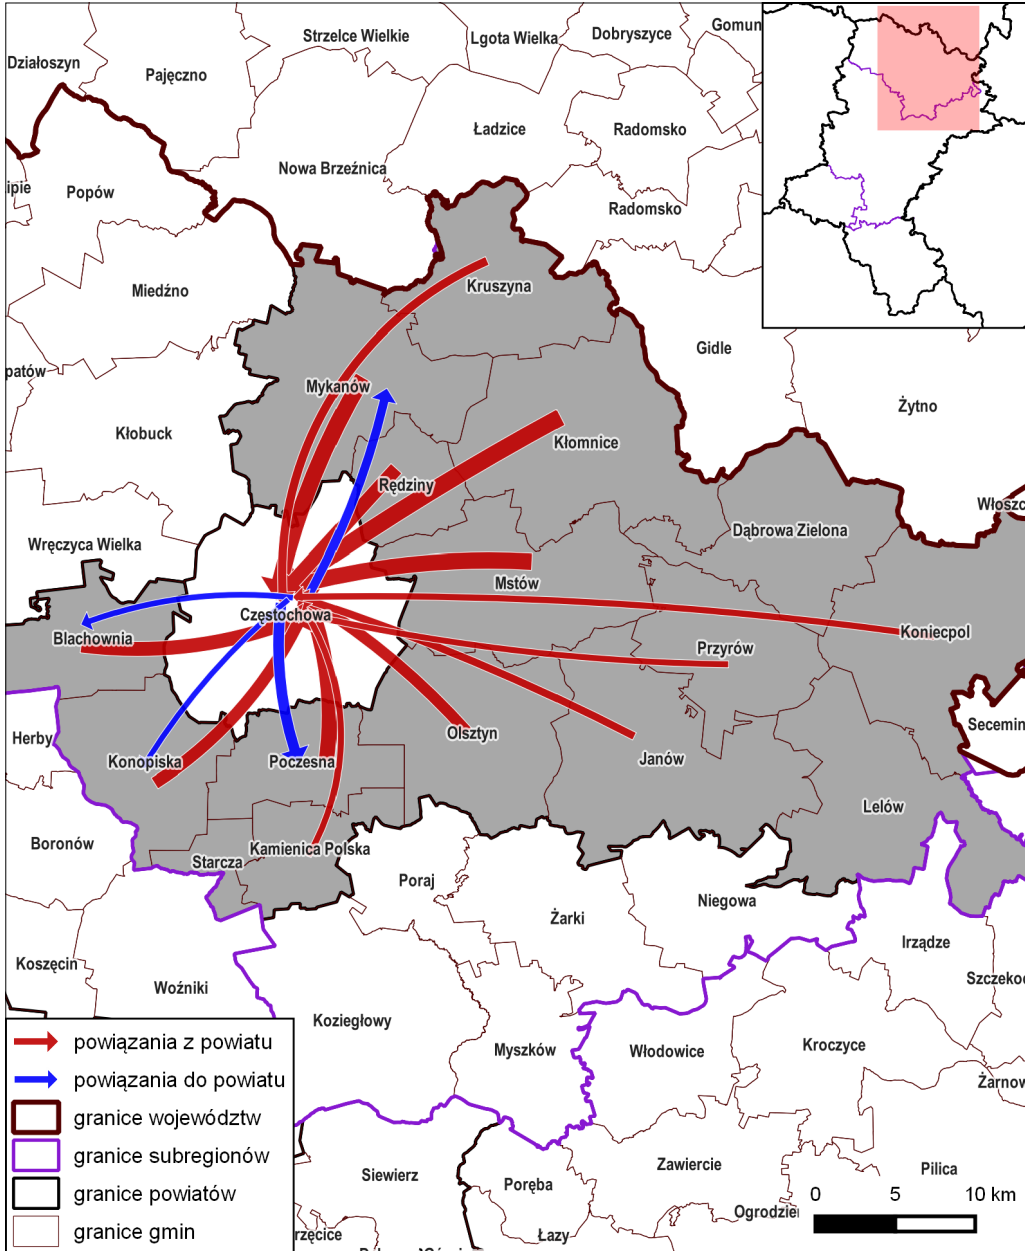 Strzelce Wielkie
Lgota Wielka
Dobryszyce
Gomun
Działoszyn
Pajęczno
Ładzice
Radomsko
Nowa Brzeźnica
ipie
Popów
Radomsko
Miedźno
Kruszyna
Gidle
patów
Mykanów
Żytno
Kłobuck
Kłomnice
Rędziny
Włoszc
Dąbrowa Zielona
Wręczyca Wielka
Mstów
Częstochowa
Blachownia
Koniecpol
Przyrów
Herby
Secemin
Olsztyn
Konopiska
Poczesna
Janów
Lelów
Boronów
Kamienica Polska
Starcza
Poraj
Niegowa
Żarki
Irządze
Koszęcin
Woźniki
Szczekoc
Koziegłowy
Myszków
Włodowice
Kroczyce
Żarnow
Siewierz
Poręba
Zawiercie
Pilica
Ogrodzie
rzęcice
Łazy
powiązania z powiatu
powiązania do powiatu
granice województw
granice subregionów
granice powiatów
granice gmin
0 5 10 km